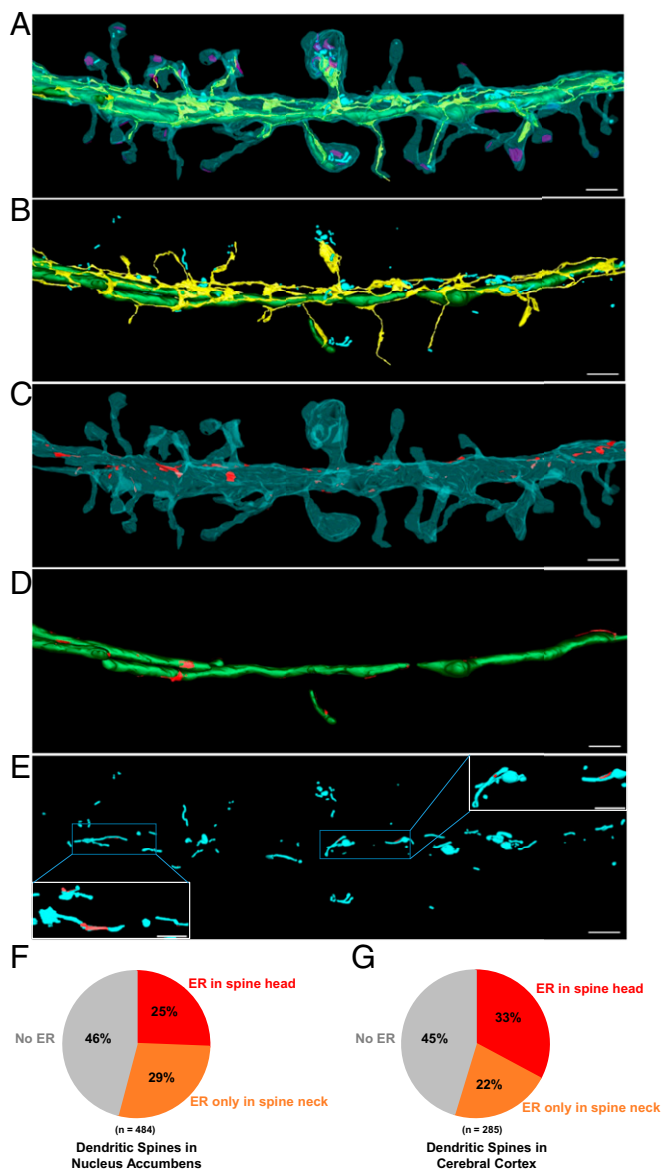 A
B
C
D
E
F
G
ER in spine head
25%
No ER
46%
29%
ER only in spine neck
(n = 484)
Dendritic Spines in
Nucleus Accumbens
ER in spine head
33%
No ER
45%
22%
ER only in spine neck
(n = 285)
Dendritic Spines in
Cerebral Cortex